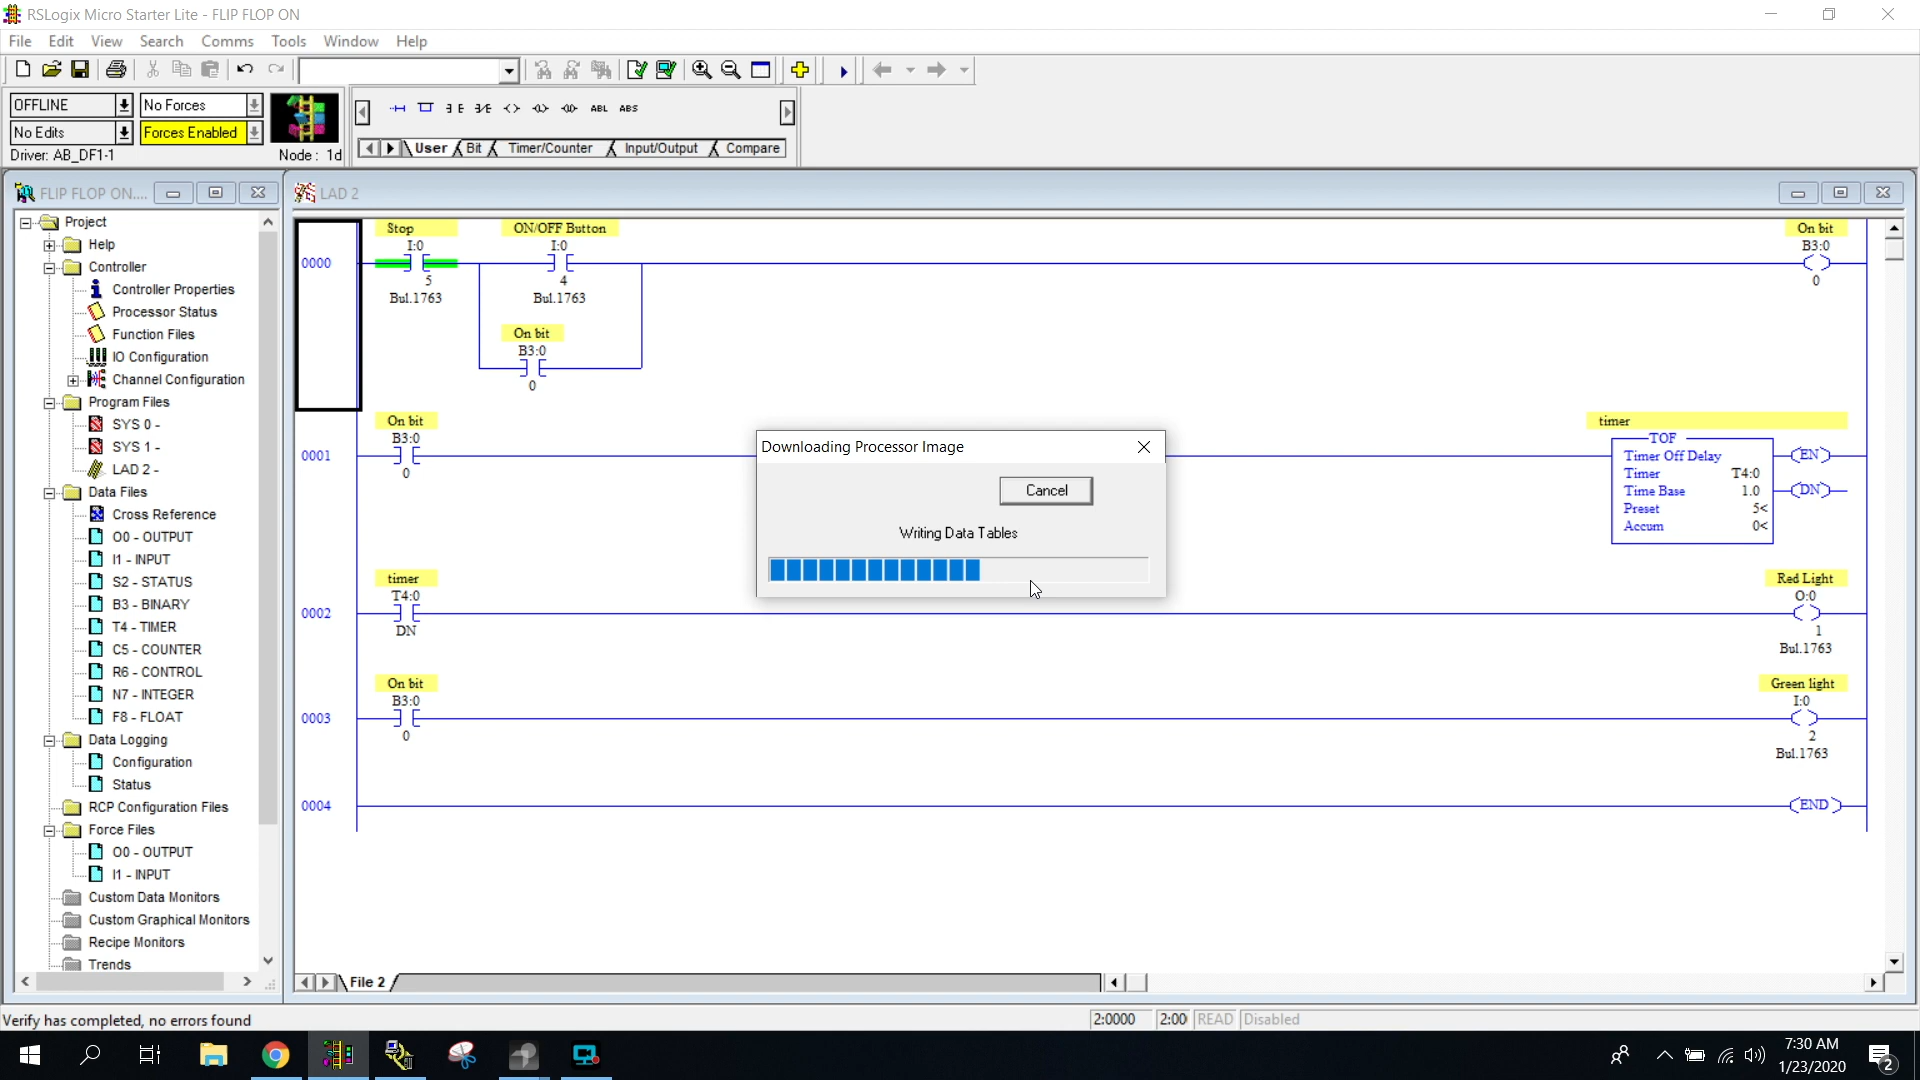 RSLogix Micro Starter Lite - FLIP FLOP ON
File Edit View Search Comms Tools Window Help
OFFLINE No Forces
No Edits Forces Enabled
Driver: AB_DF1-1 Node : 1d
ABL ABS
User Bit Timer/Counter Input/Output Compare
FLIP FLOP ON....
Project
Help
Controller
Controller Properties
Processor Status
Function Files
IO Configuration
Channel Configuration
Program Files
SYS 0 -
SYS 1 -
LAD 2 -
Data Files
Cross Reference
O0 - OUTPUT
I1 - INPUT
S2 - STATUS
B3 - BINARY
T4 - TIMER
C5 - COUNTER
R6 - CONTROL
N7 - INTEGER
F8 - FLOAT
Data Logging
Configuration
Status
RCP Configuration Files
Force Files
O0 - OUTPUT
I1 - INPUT
Custom Data Monitors
Custom Graphical Monitors
Recipe Monitors
Trends
LAD 2
Stop ON/OFF Button On bit
I:0 I:0 B3:0
0000
5 4 0
Bul.1763 Bul.1763
On bit
B3:0
0
On bit timer
B3:0 TOF
0001 Timer Off Delay EN
0 Timer T4:0
Time Base 1.0 DN
Preset 5<
Accum 0<
timer Red Light
T4:0 O:0
0002
DN 1
Bul.1763
On bit Green light
B3:0 I:0
0003
0 2
Bul.1763
0004 END
Downloading Processor Image
Cancel
Writing Data Tables
File 2
Verify has completed, no errors found 2:0000 2:00 READ Disabled
7:30 AM
1/23/2020
2